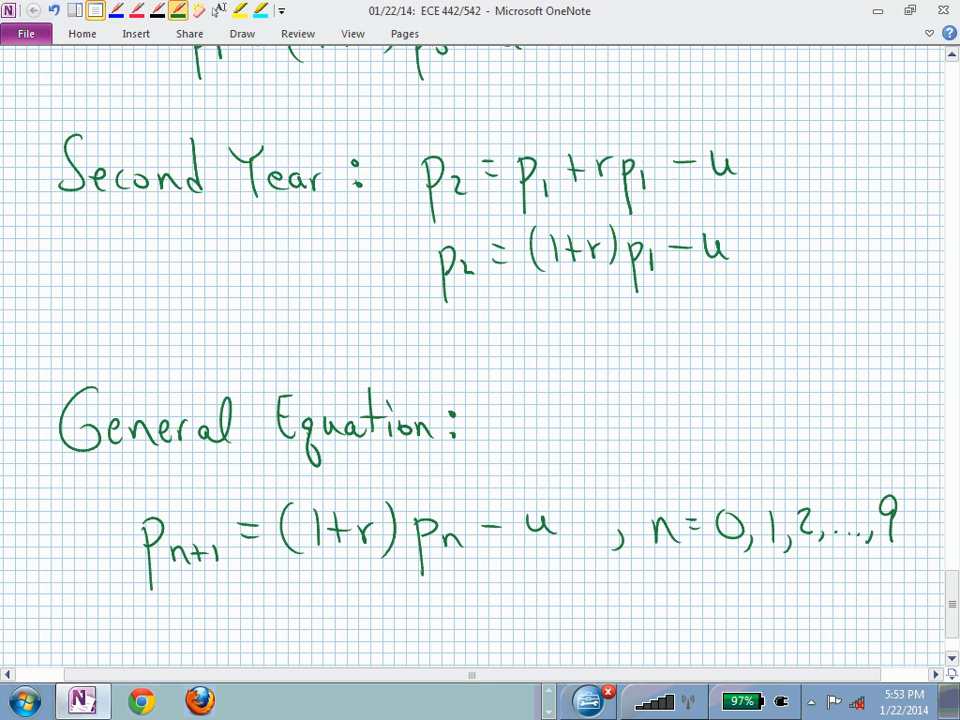 01/22/14: ECE 442/542 - Microsoft OneNote
File Home Insert Share Draw Review View Pages
Second Year: p₂ = p₁ + rp₁ - u
p₂ = (1+r)p₁ - u
General Equation:
pₙ₊₁ = (1+r)pₙ - u , n = 0, 1, 2, ..., 9
97%
5:53 PM
1/22/2014